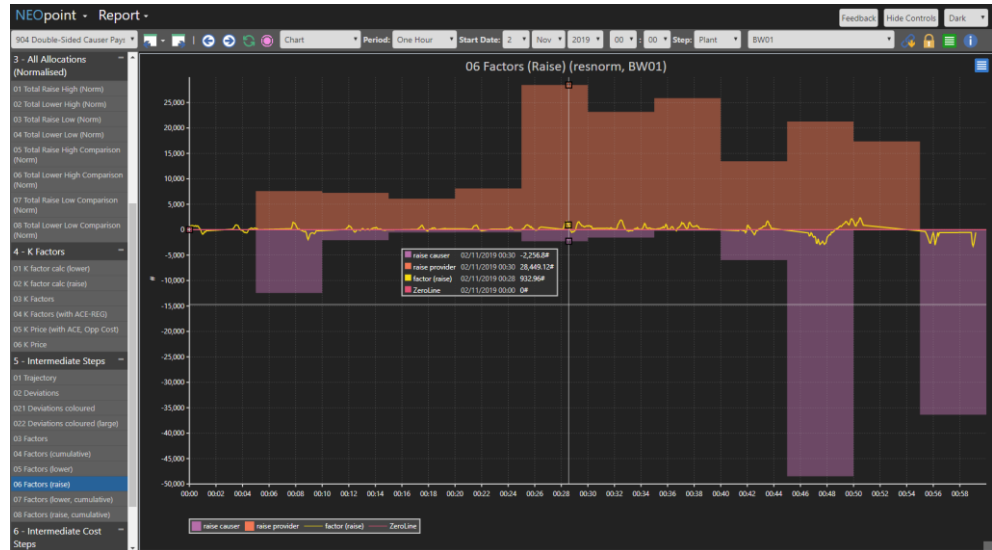 NEOpoint - Report -
Feedback Hide Controls Dark
904 Double-Sided Causer Pays Chart Period: One Hour Start Date: 2 Nov 2019 00 : 00 Step: Plant BW01
3 - All Allocations
(Normalised)
01 Total Raise High (Norm)
02 Total Lower High (Norm)
03 Total Raise Low (Norm)
04 Total Lower Low (Norm)
05 Total Raise High Comparison
(Norm)
06 Total Lower High Comparison
(Norm)
07 Total Raise Low Comparison
(Norm)
08 Total Lower Low Comparison
(Norm)
4 - K Factors
01 K factor calc (lower)
02 K factor calc (raise)
03 K Factors
04 K Factors (with ACE-REG)
05 K Price (with ACE, Opp Cost)
06 K Price
5 - Intermediate Steps
01 Trajectory
02 Deviations
021 Deviations coloured
022 Deviations coloured (large)
03 Factors
04 Factors (cumulative)
05 Factors (lower)
06 Factors (raise)
07 Factors (lower, cumulative)
08 Factors (raise, cumulative)
6 - Intermediate Cost
Steps
06 Factors (Raise) (resnorm, BW01)
25,000
20,000
15,000
10,000
5,000
0
-5,000
-10,000
-15,000
-20,000
-25,000
-30,000
-35,000
-40,000
-45,000
-50,000
#
raise causer 02/11/2019 00:30 -2,256.8#
raise provider 02/11/2019 00:30 28,449.12#
factor (raise) 02/11/2019 00:28 932.96#
ZeroLine 02/11/2019 00:00 0#
00:00 00:02 00:04 00:06 00:08 00:10 00:12 00:14 00:16 00:18 00:20 00:22 00:24 00:26 00:28 00:30 00:32 00:34 00:36 00:38 00:40 00:42 00:44 00:46 00:48 00:50 00:52 00:54 00:56 00:58
raise causer raise provider factor (raise) ZeroLine